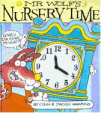 MR WOLF'S
NURSERY TIME
BY COLIN & JACQUI HAWKINS